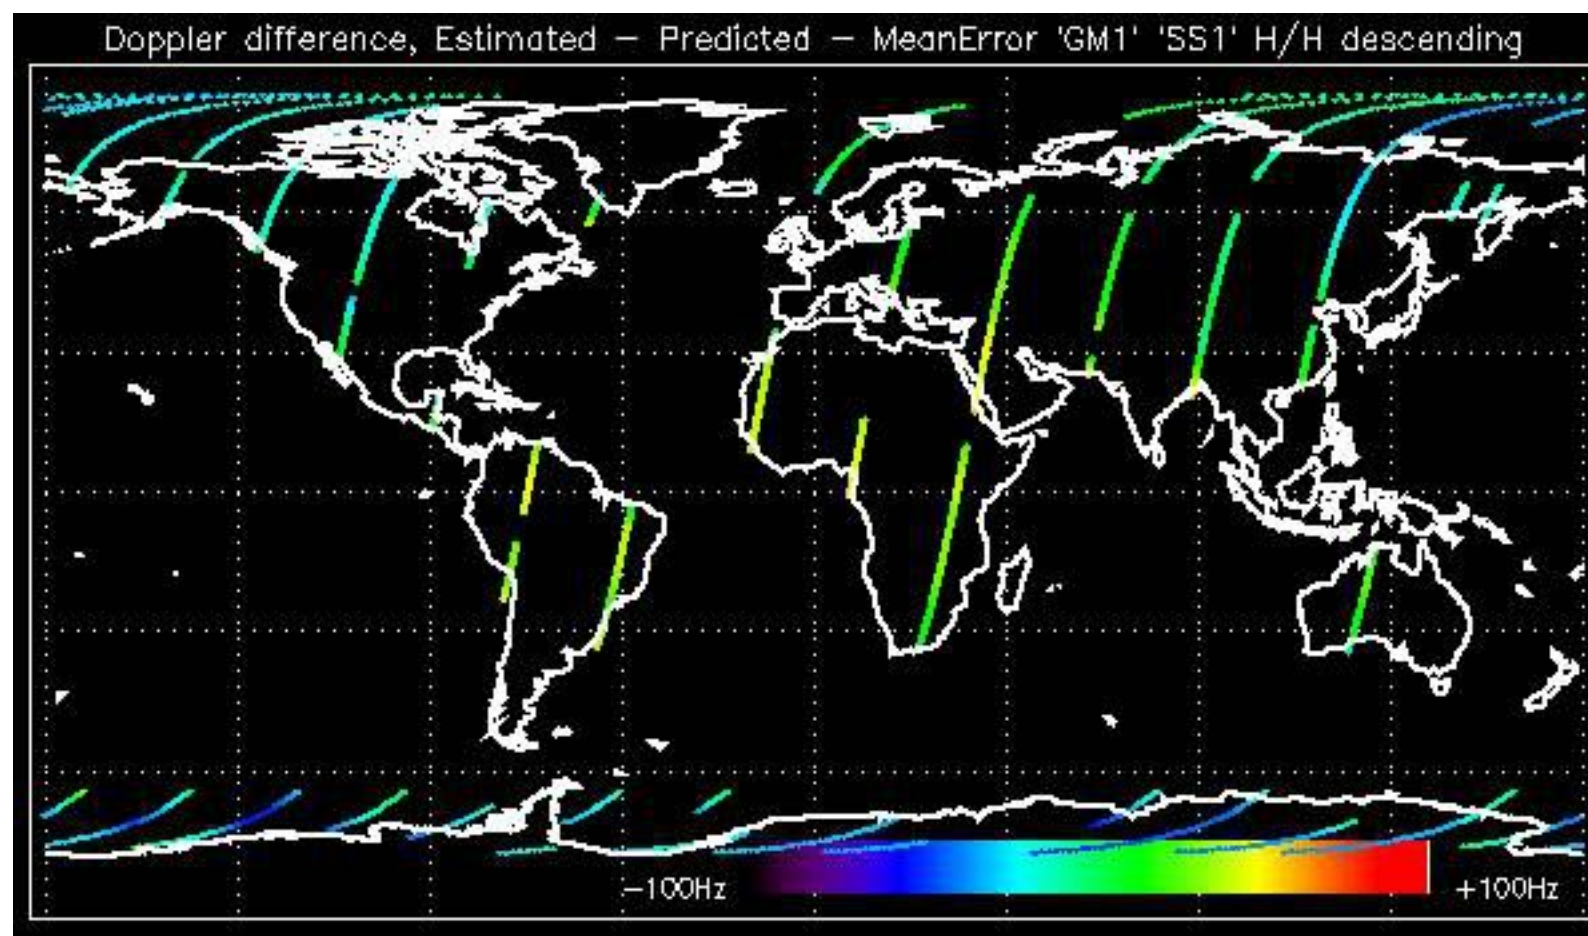 Doppler difference, Estimated — Predicted — MeanError 'GM1' 'SS1' H/H descending
−100Hz +100Hz